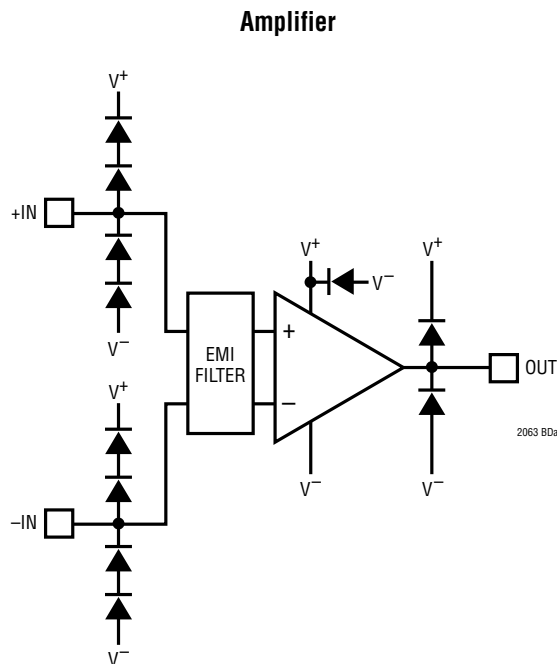 Amplifier
V+
+IN
V–
V+
V–
V+
EMI
FILTER
+
–
OUT
2063 BDa
V+
–IN
V–
V–
V–